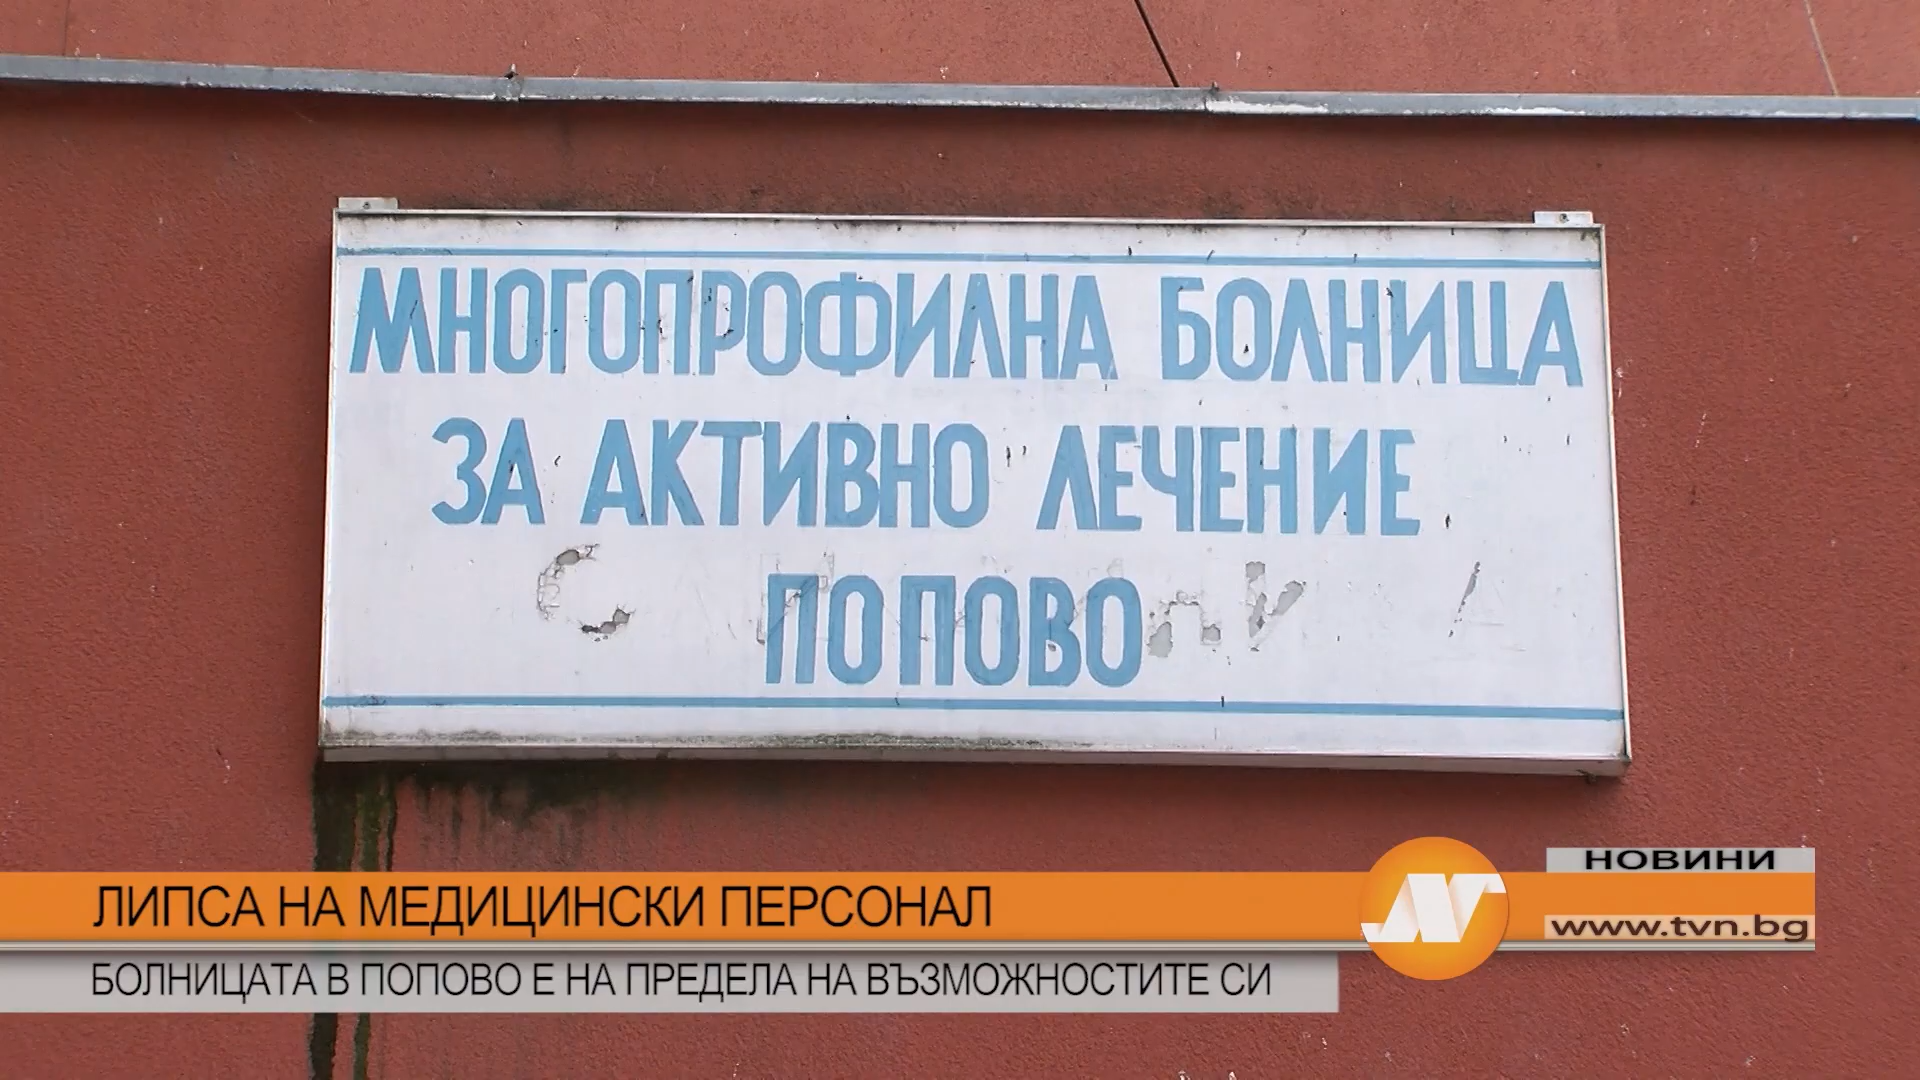 МНОГОПРОФИЛНА БОЛНИЦА
ЗА АКТИВНО ЛЕЧЕНИЕ
ПОПОВО
ЛИПСА НА МЕДИЦИНСКИ ПЕРСОНАЛ
БОЛНИЦАТА В ПОПОВО Е НА ПРЕДЕЛА НА ВЪЗМОЖНОСТИТЕ СИ
НОВИНИ
www.tvn.bg